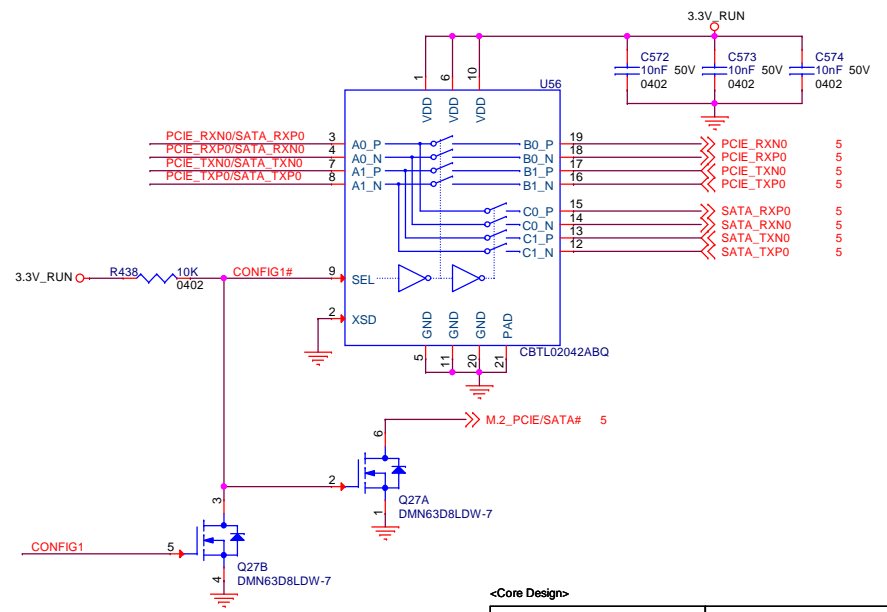 3.3V_RUN
C572
10nF 50V
0402
C573
10nF 50V
0402
C574
10nF 50V
0402
1
6
10
U56
VDD
VDD
VDD
PCIE_RXN0/SATA_RXP0 3 A0_P B0_P 19 PCIE_RXN0 5
PCIE_RXP0/SATA_RXN0 4 A0_N B0_N 18 PCIE_RXP0 5
PCIE_TXN0/SATA_TXN0 7 A1_P B1_P 17 PCIE_TXN0 5
PCIE_TXP0/SATA_TXP0 8 A1_N B1_N 16 PCIE_TXP0 5
C0_P 15 SATA_RXP0 5
C0_N 14 SATA_RXN0 5
C1_P 13 SATA_TXN0 5
C1_N 12 SATA_TXP0 5
3.3V_RUN R438 10K CONFIG1# 9 SEL
0402
2 XSD
GND
GND
GND
PAD
5
11
20
21
CBTL02042ABQ
M.2_PCIE/SATA# 5
6
2
1
Q27A
DMN63D8LDW-7
3
CONFIG1 5
4
Q27B
DMN63D8LDW-7
<Core Design>